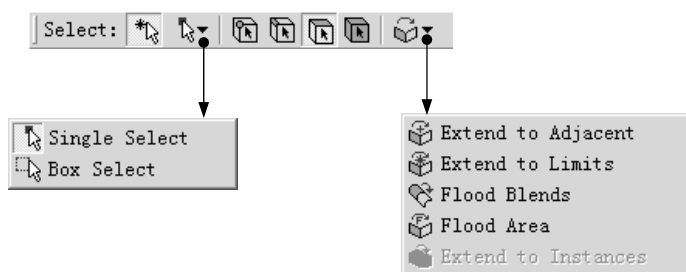 Select:
Single Select
Box Select
Extend to Adjacent
Extend to Limits
Flood Blends
Flood Area
Extend to Instances